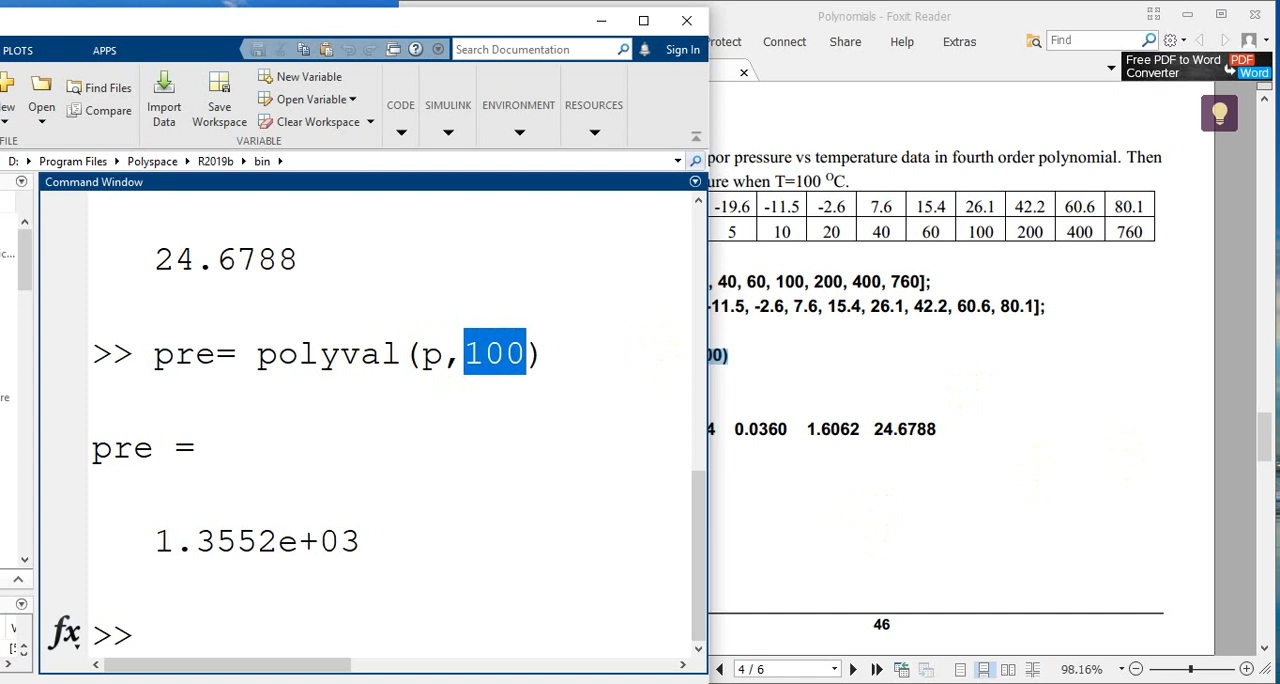 Polynomials - Foxit Reader
PLOTS APPS Search Documentation Sign In
rotect Connect Share Help Extras Find
Find Files
Compare
Open
Import Data
Save Workspace
New Variable
Open Variable
Clear Workspace
FILE
VARIABLE
CODE SIMULINK ENVIRONMENT RESOURCES
Free PDF to Word Converter PDF Word
D: Program Files Polyspace R2019b bin
Command Window
24.6788
>> pre= polyval(p,100)
pre =
1.3552e+03
fx >>
por pressure vs temperature data in fourth order polynomial. Then
ure when T=100 °C.
-19.6 -11.5 -2.6 7.6 15.4 26.1 42.2 60.6 80.1
5 10 20 40 60 100 200 400 760
, 40, 60, 100, 200, 400, 760];
-11.5, -2.6, 7.6, 15.4, 26.1, 42.2, 60.6, 80.1];
00)
4 0.0360 1.6062 24.6788
46
4 / 6 98.16%